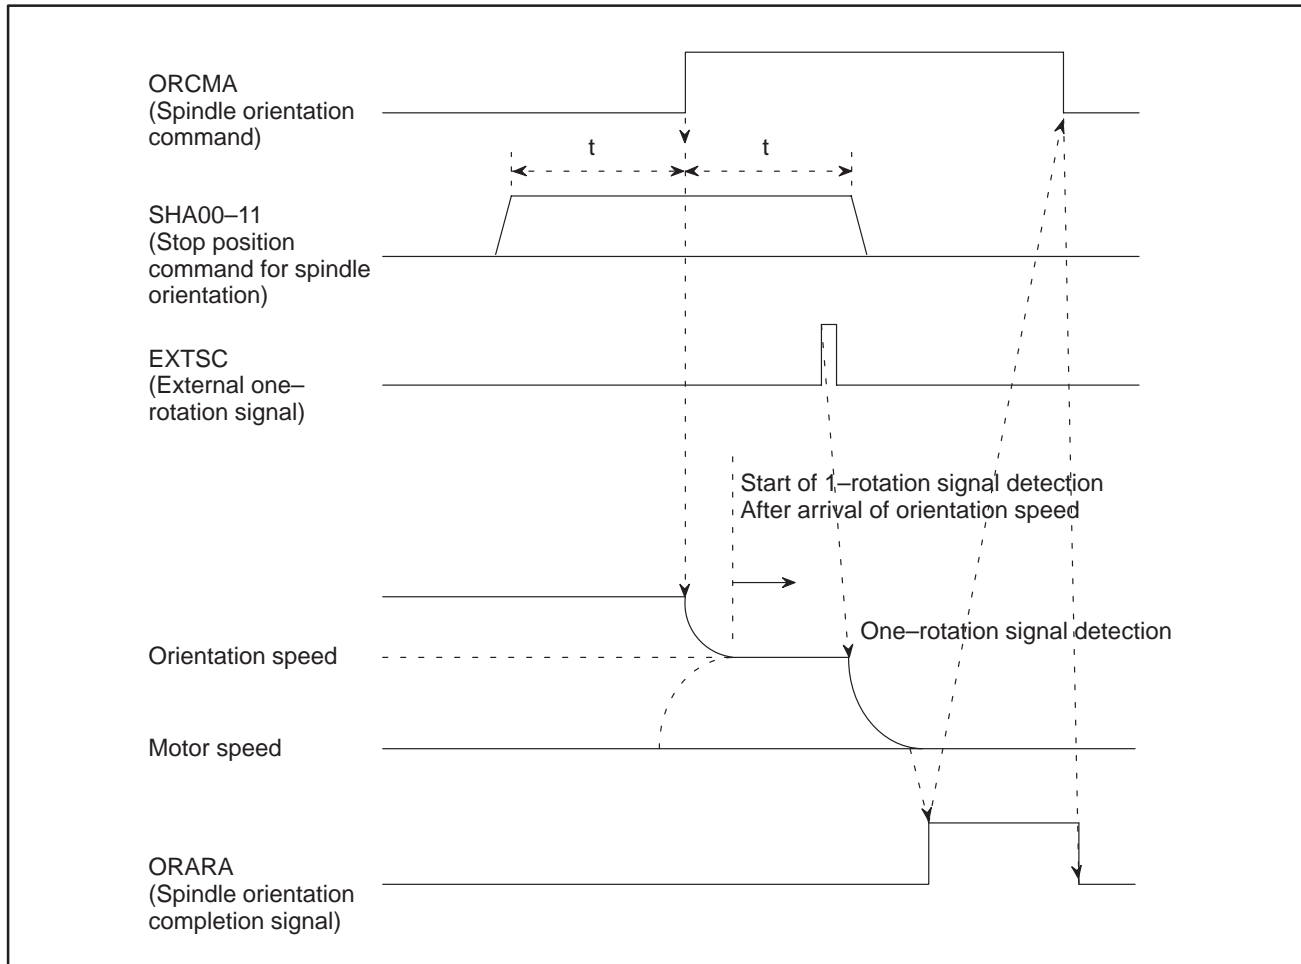 ORCMA
(Spindle orientation
command)
t
t
SHA00–11
(Stop position
command for spindle
orientation)
EXTSC
(External one–
rotation signal)
Start of 1–rotation signal detection
After arrival of orientation speed
One–rotation signal detection
Orientation speed
Motor speed
ORARA
(Spindle orientation
completion signal)